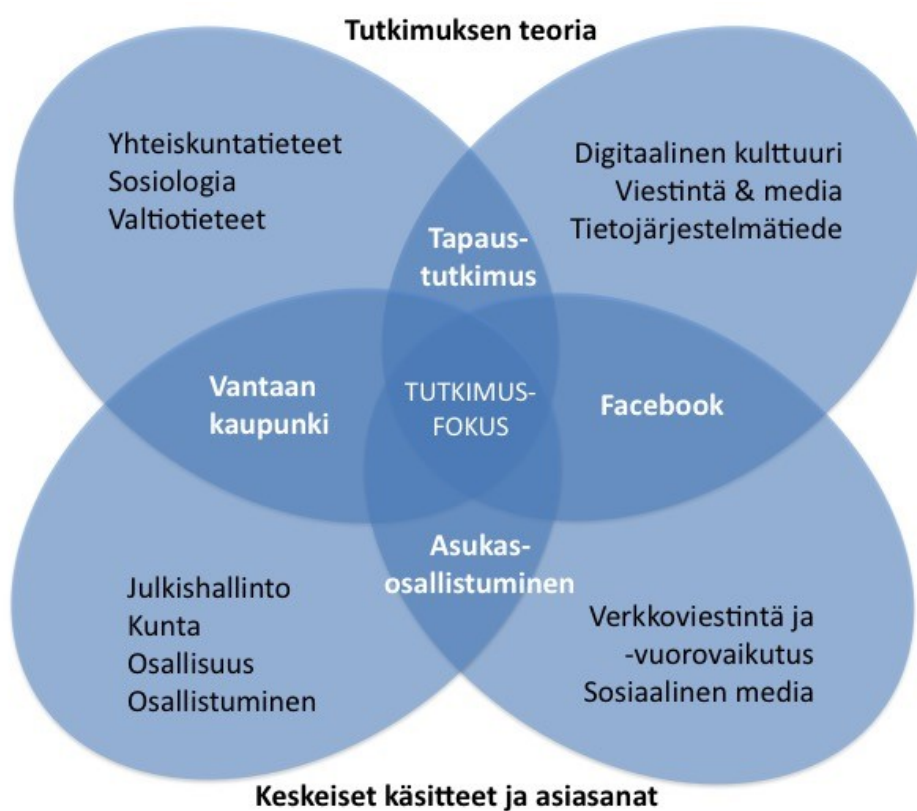 Tutkimuksen teoria
Yhteiskuntatieteet
Sosiologia
Valtiotieteet
Digitaalinen kulttuuri
Viestintä & media
Tietojärjestelmätiede
Tapaus-
tutkimus
Vantaan
kaupunki
TUTKIMUS-
FOKUS
Facebook
Asukas-
osallistuminen
Julkishallinto
Kunta
Osallisuus
Osallistuminen
Verkkoviestintä ja
-vuorovaikutus
Sosiaalinen media
Keskeiset käsitteet ja asiasanat